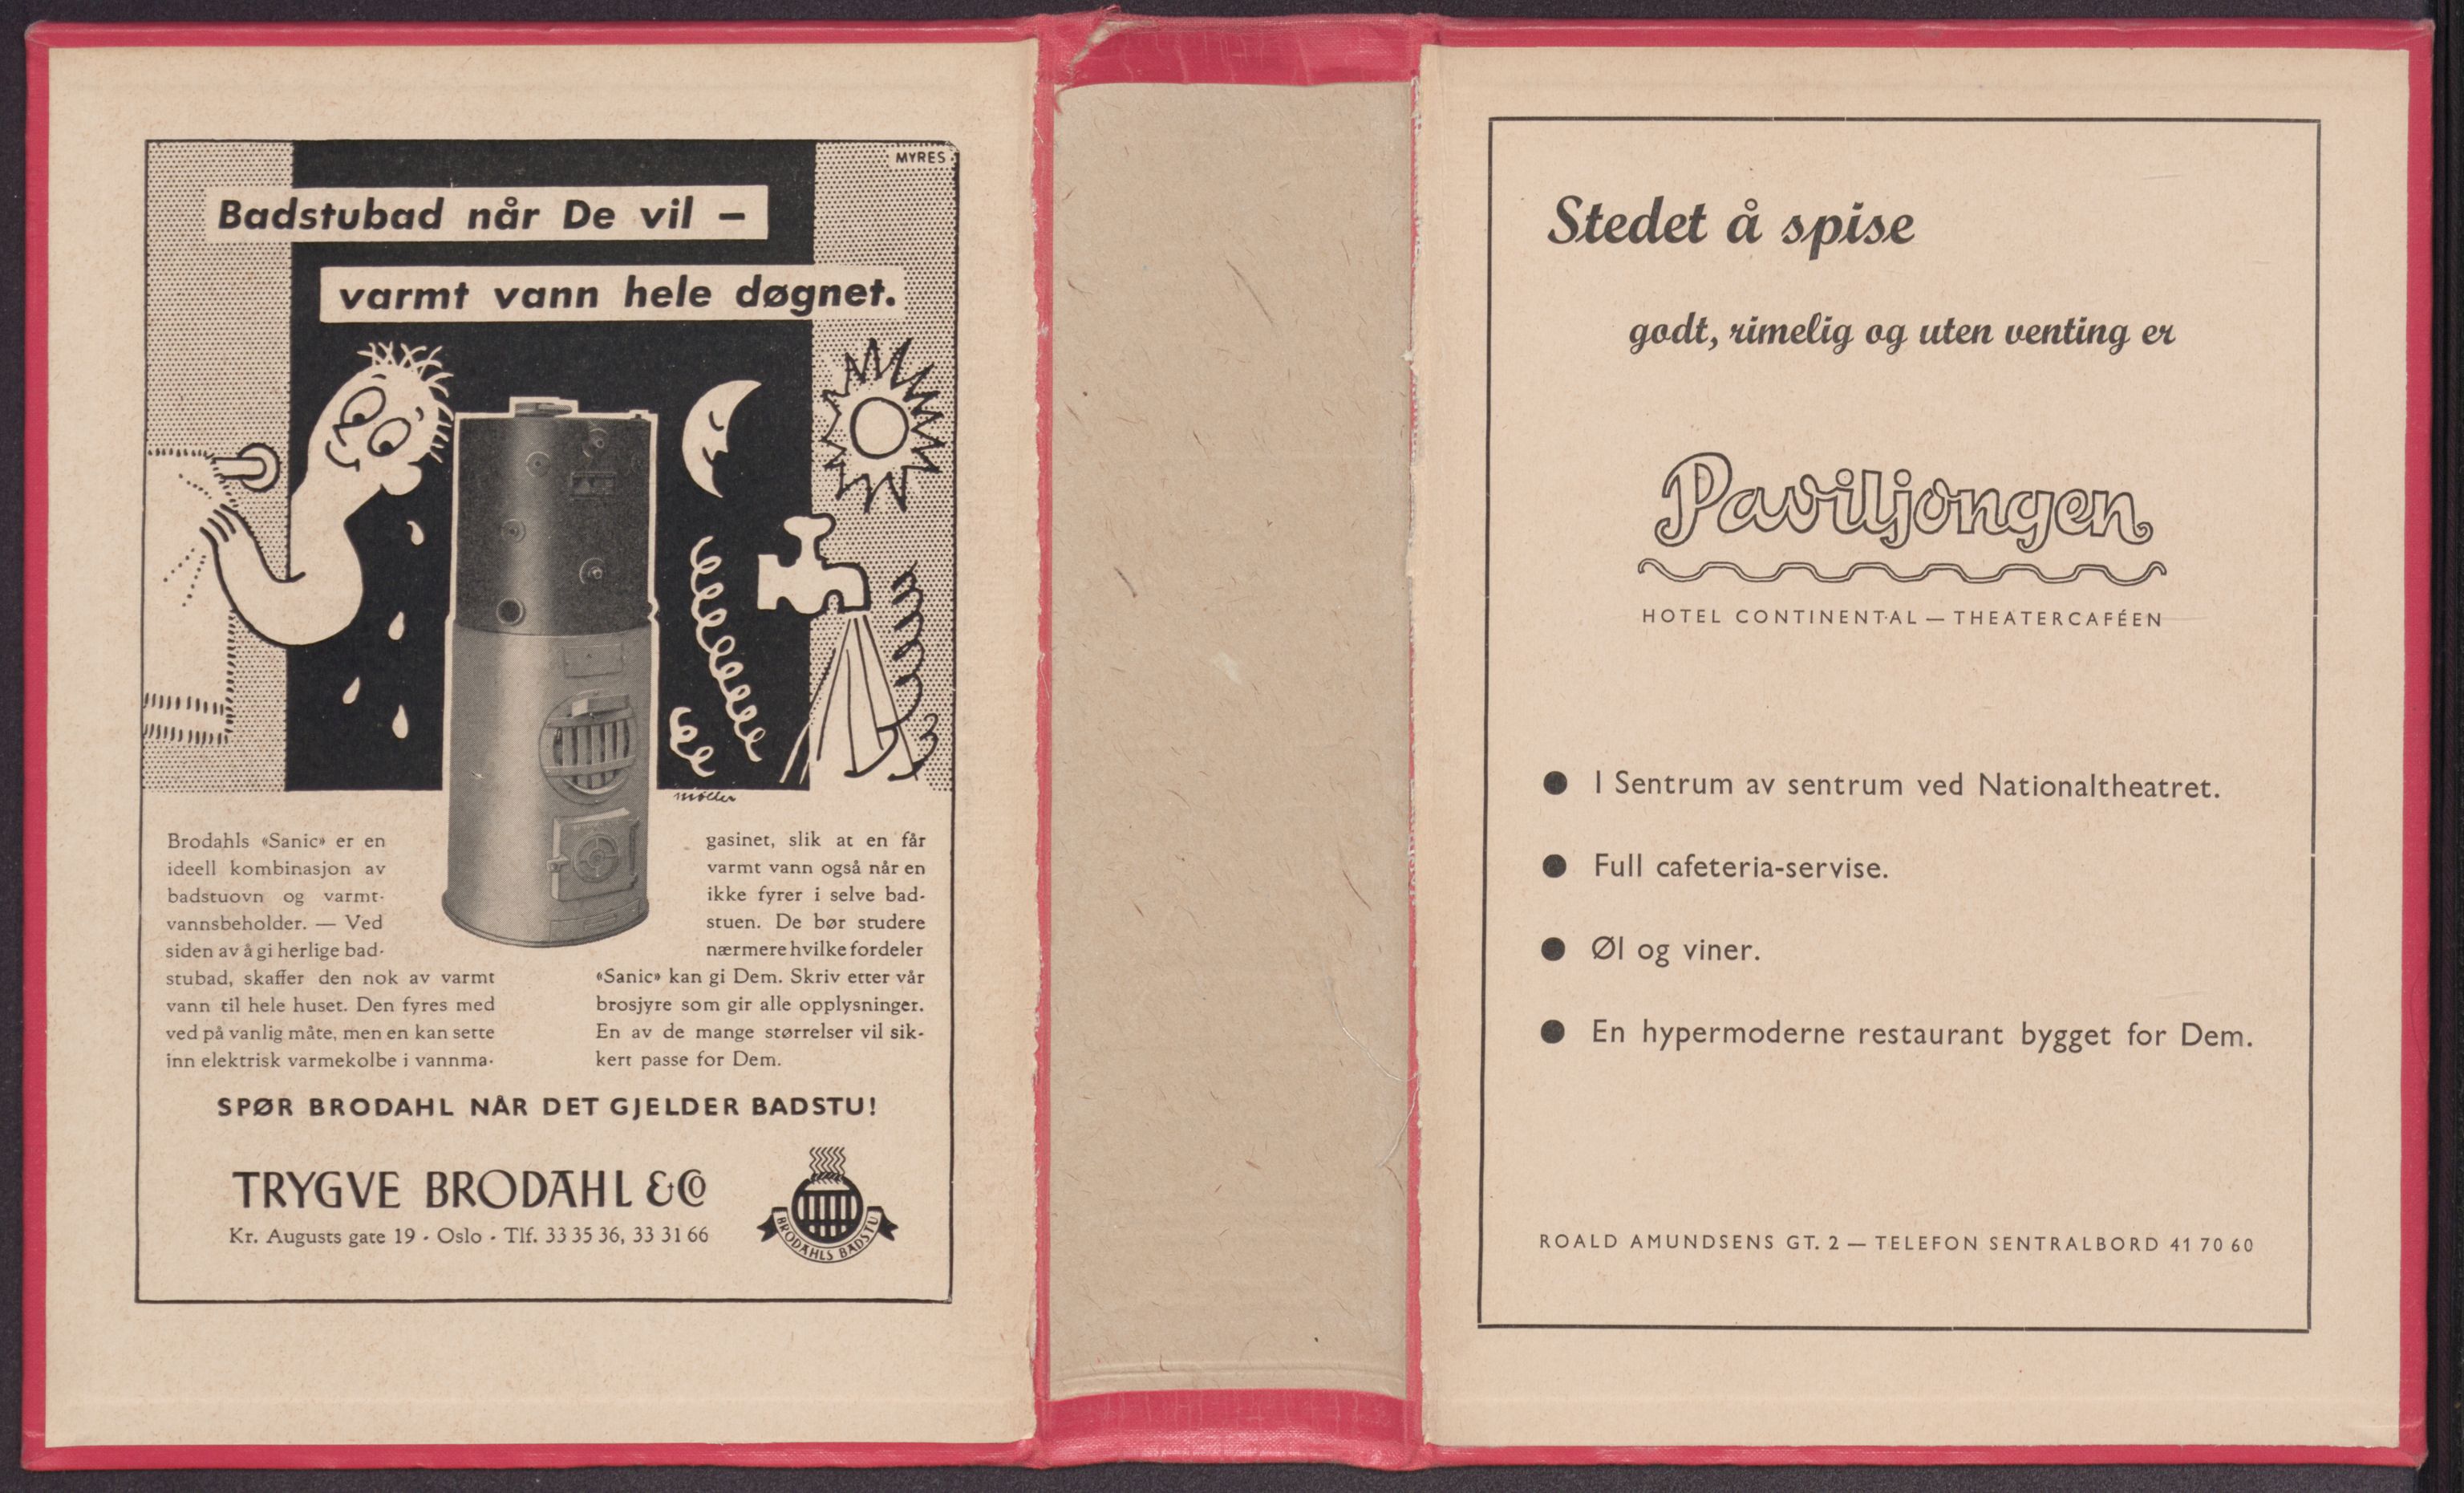 MYRES
Badstubad når De vil –
varmt vann hele døgnet.
Møller
Brodahls «Sanic» er en
ideell kombinasjon av
badstuovn og varmt-
vannsbeholder. — Ved
siden av å gi herlige bad-
stubad, skaffer den nok av varmt
vann til hele huset. Den fyres med
ved på vanlig måte, men en kan sette
inn elektrisk varmekolbe i vannma-
gasinet, slik at en får
varmt vann også når en
ikke fyrer i selve bad-
stuen. De bør studere
nærmere hvilke fordeler
«Sanic» kan gi Dem. Skriv etter vår
brosjyre som gir alle opplysninger.
En av de mange størrelser vil sik-
kert passe for Dem.
SPØR BRODAHL NÅR DET GJELDER BADSTU!
TRYGVE BRODAHL & CO
Kr. Augusts gate 19 - Oslo - Tlf. 33 35 36, 33 31 66
BRODAHLS BADSTU
Stedet å spise
godt, rimelig og uten venting er
Paviljongen
HOTEL CONTINENTAL — THEATERCAFÉEN
● I Sentrum av sentrum ved Nationaltheatret.
● Full cafeteria-servise.
● Øl og viner.
● En hypermoderne restaurant bygget for Dem.
ROALD AMUNDSENS GT. 2 — TELEFON SENTRALBORD 41 70 60